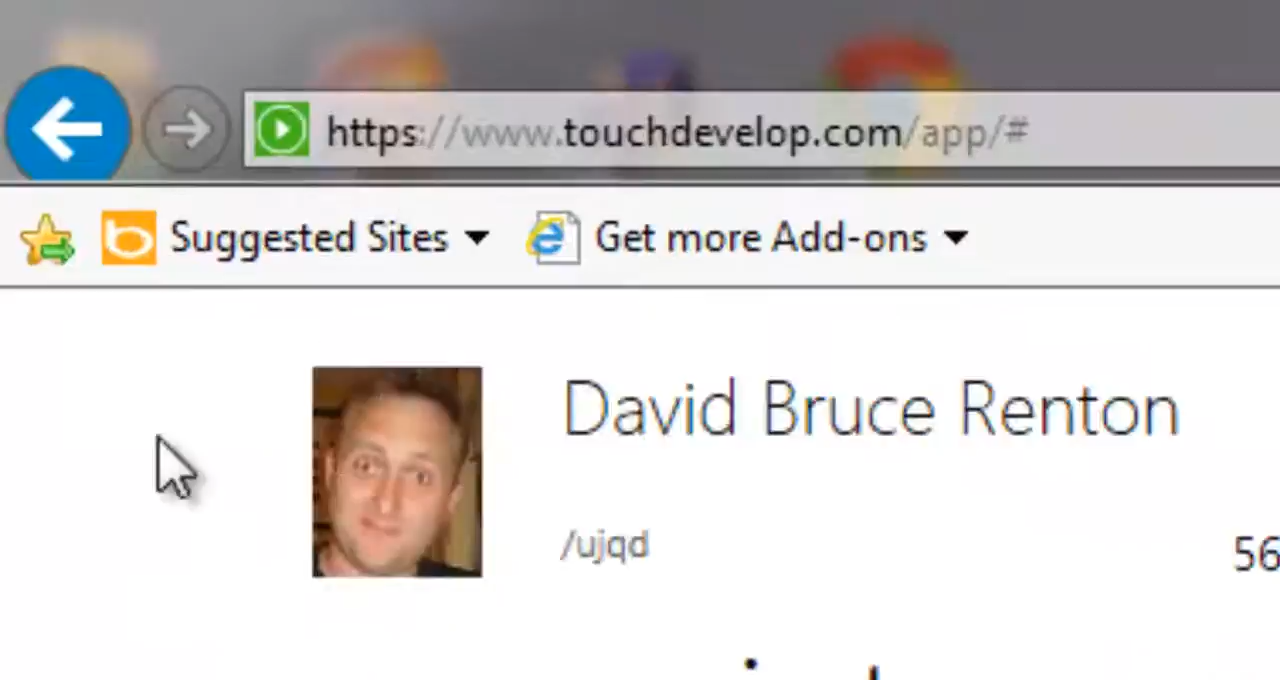 https://www.touchdevelop.com/app/#
Suggested Sites
Get more Add-ons
David Bruce Renton
/ujqd
56